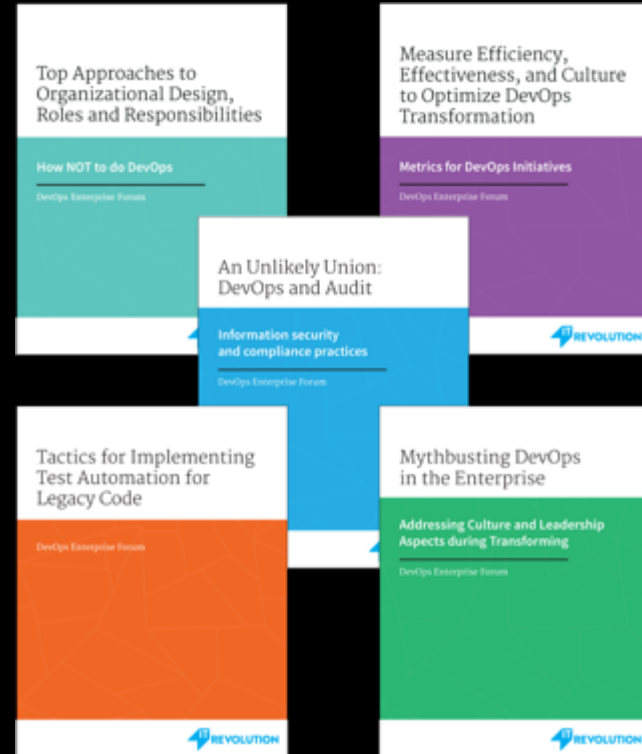 Top Approaches to
Organizational Design,
Roles and Responsibilities
How NOT to do DevOps
DevOps Enterprise Forum
Measure Efficiency,
Effectiveness, and Culture
to Optimize DevOps
Transformation
Metrics for DevOps Initiatives
DevOps Enterprise Forum
IT REVOLUTION
An Unlikely Union:
DevOps and Audit
Information security
and compliance practices
DevOps Enterprise Forum
Tactics for Implementing
Test Automation for
Legacy Code
DevOps Enterprise Forum
IT REVOLUTION
Mythbusting DevOps
in the Enterprise
Addressing Culture and Leadership
Aspects during Transforming
DevOps Enterprise Forum
IT REVOLUTION